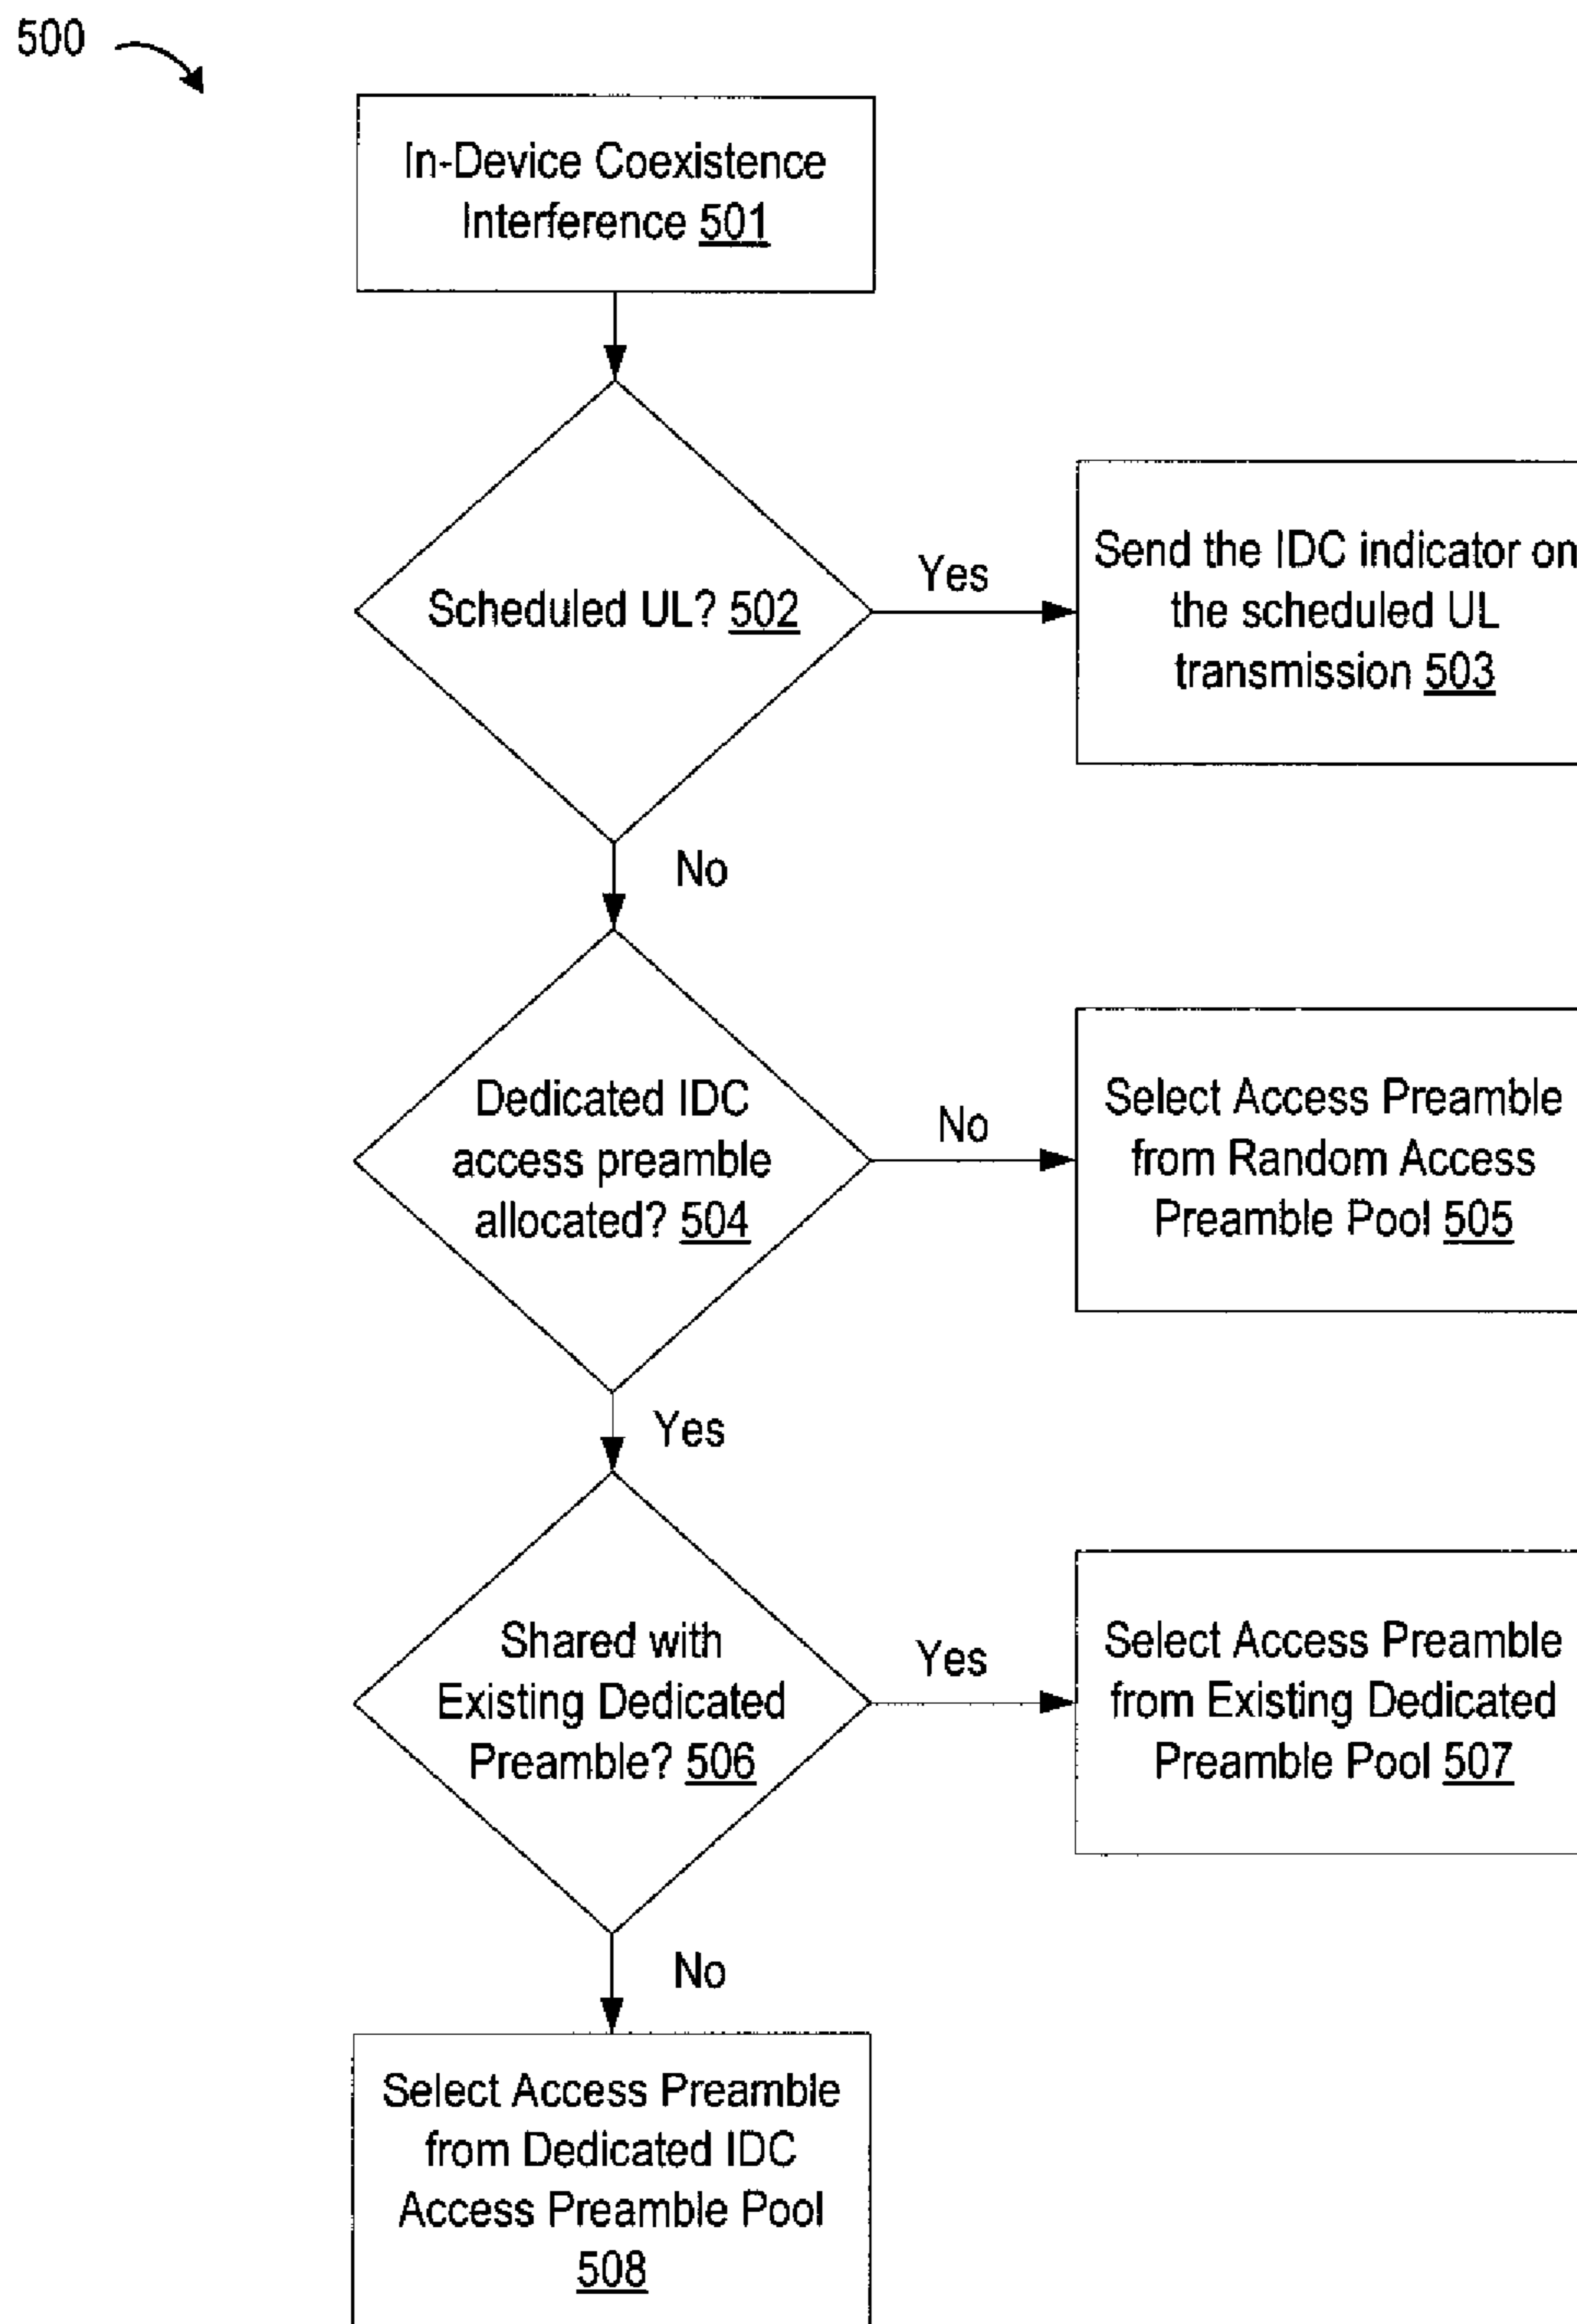 500
In-Device Coexistence
Interference 501
Scheduled UL? 502
Yes
Send the IDC indicator on
the scheduled UL
transmission 503
No
Dedicated IDC
access preamble
allocated? 504
No
Select Access Preamble
from Random Access
Preamble Pool 505
Yes
Shared with
Existing Dedicated
Preamble? 506
Yes
Select Access Preamble
from Existing Dedicated
Preamble Pool 507
No
Select Access Preamble
from Dedicated IDC
Access Preamble Pool
508